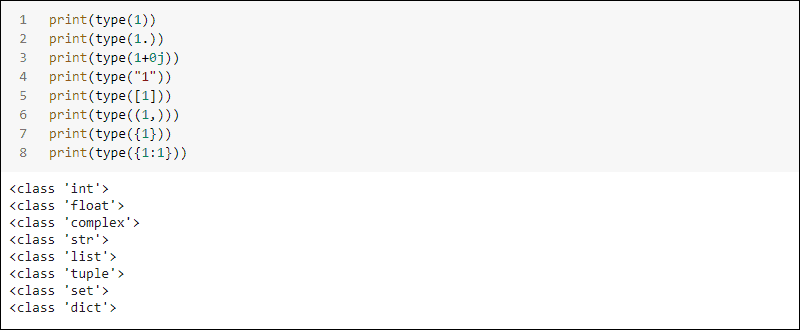 1 print(type(1))
2 print(type(1.))
3 print(type(1+0j))
4 print(type("1"))
5 print(type([1]))
6 print(type((1,)))
7 print(type({1}))
8 print(type({1:1}))
<class 'int'>
<class 'float'>
<class 'complex'>
<class 'str'>
<class 'list'>
<class 'tuple'>
<class 'set'>
<class 'dict'>